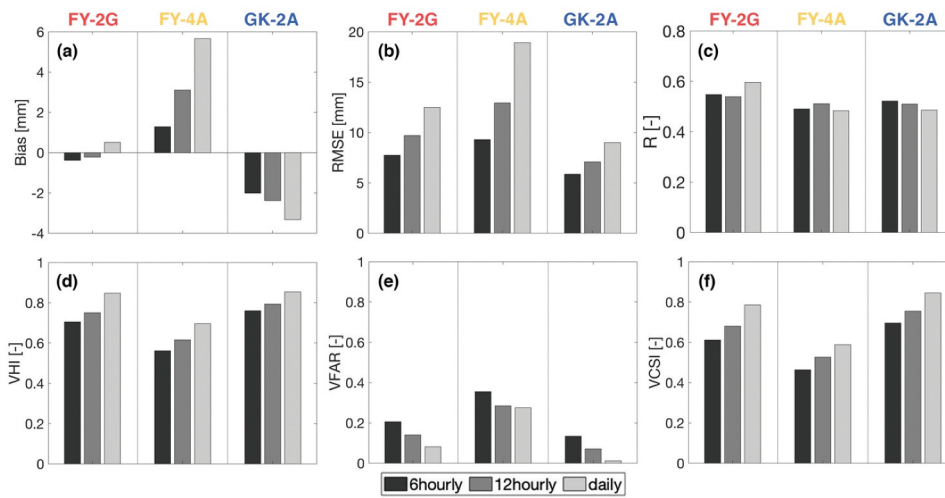 FY-2G FY-4A GK-2A FY-2G FY-4A GK-2A FY-2G FY-4A GK-2A
(a)
Bias [mm]
6
4
2
0
-2
-4
(b)
RMSE [mm]
20
15
10
5
0
(c)
R [-]
0.8
0.6
0.4
0.2
0
(d)
VHI [-]
1
0.8
0.6
0.4
0.2
0
(e)
VFAR [-]
1
0.8
0.6
0.4
0.2
0
(f)
VCSI [-]
1
0.8
0.6
0.4
0.2
0
6hourly 12hourly daily